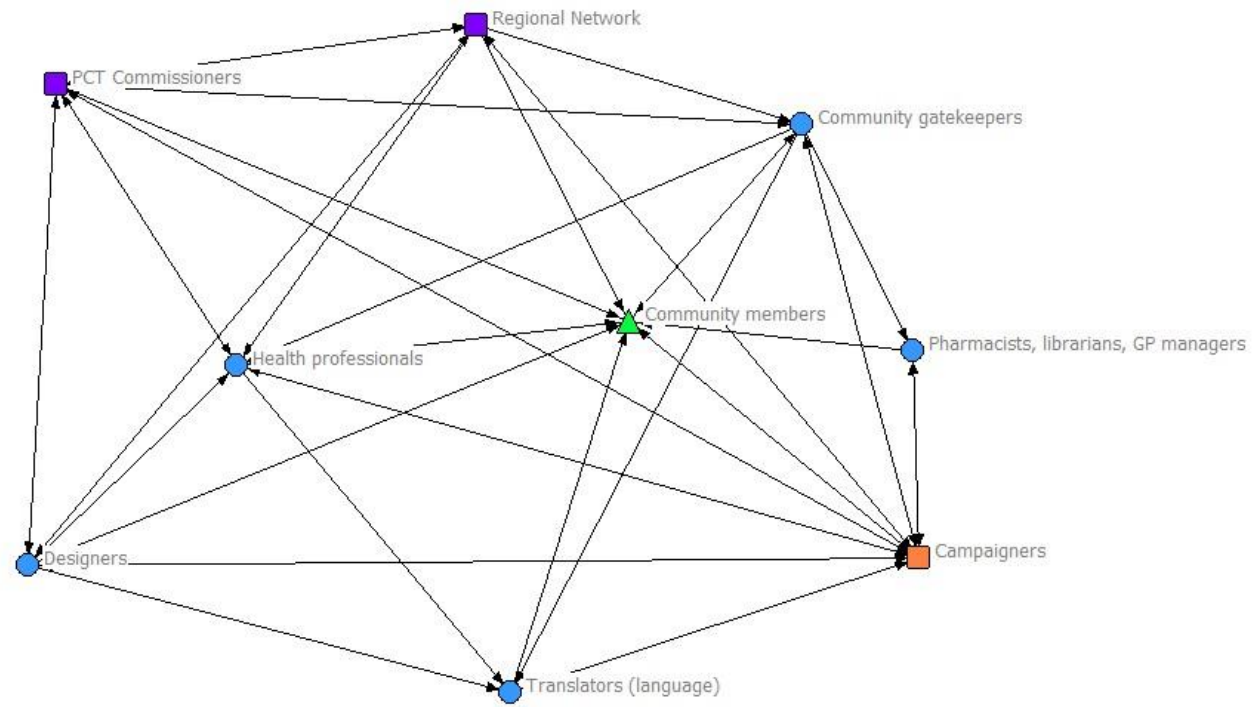 Regional Network
PCT Commissioners
Community gatekeepers
Community members
Pharmacists, librarians, GP managers
Health professionals
Campaigners
Designers
Translators (language)